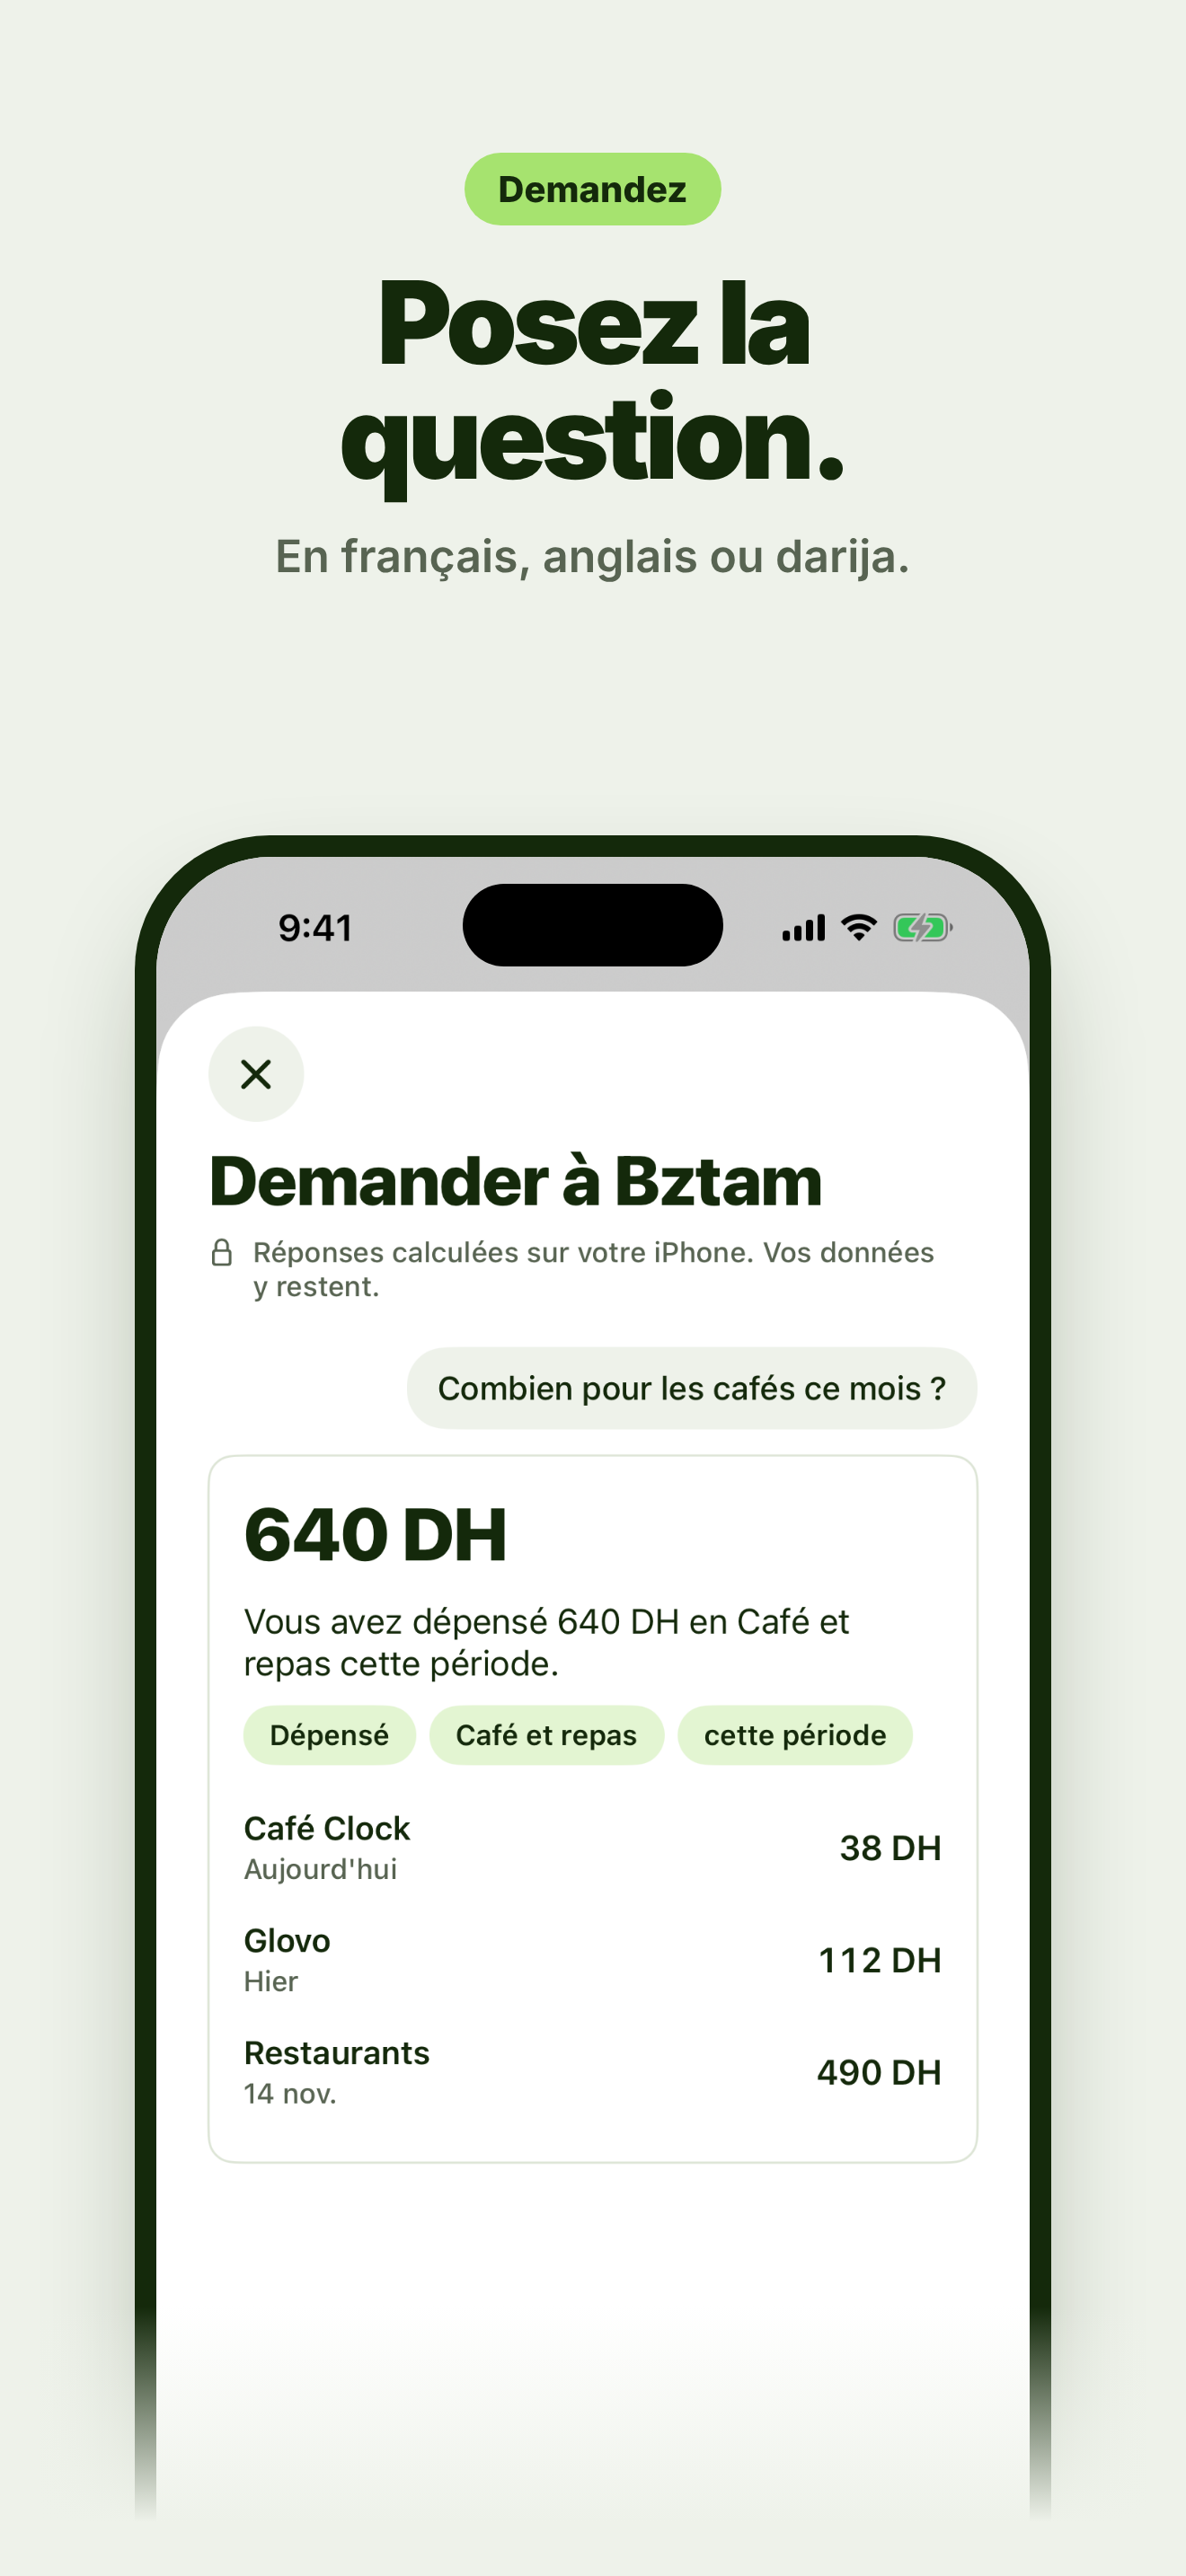 Demandez
Posez la
question.
En français, anglais ou darija.
9:41
Demander à Bztam
Réponses calculées sur votre iPhone. Vos données
y restent.
Combien pour les cafés ce mois ?
640 DH
Vous avez dépensé 640 DH en Café et
repas cette période.
Dépensé Café et repas cette période
Café Clock
38 DH
Aujourd'hui
Glovo
112 DH
Hier
Restaurants
490 DH
14 nov.